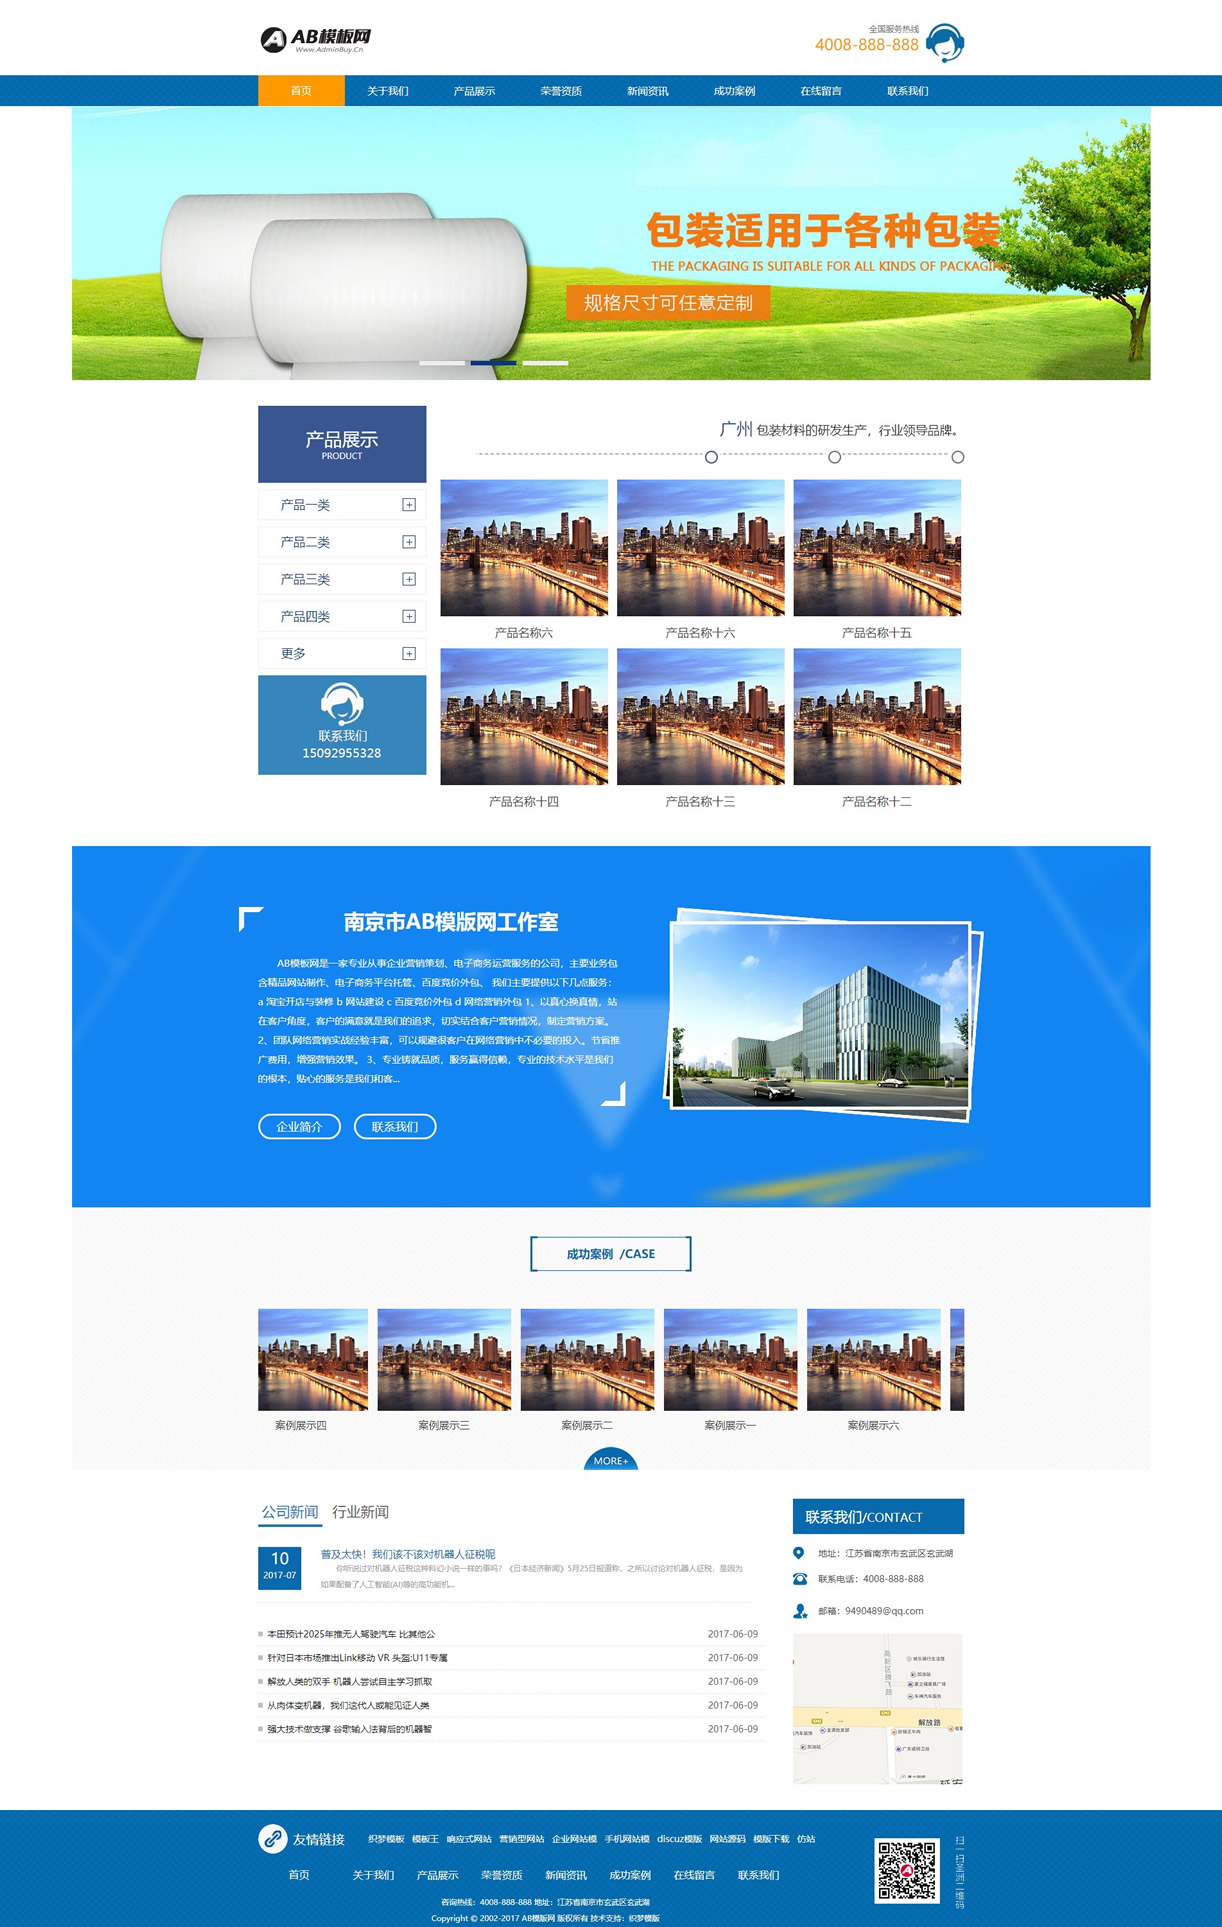 AB模板网
Www.AdminBuy.Cn
全国服务热线
4008-888-888
首页 关于我们 产品展示 荣誉资质 新闻资讯 成功案例 在线留言 联系我们
包装适用于各种包装
THE PACKAGING IS SUITABLE FOR ALL KINDS OF PACKAGING
规格尺寸可任意定制
产品展示
PRODUCT
产品一类
产品二类
产品三类
产品四类
更多
联系我们
15092955328
广州 包装材料的研发生产，行业领导品牌。
产品名称六 产品名称十六 产品名称十五
产品名称十四 产品名称十三 产品名称十二
南京市AB模版网工作室
AB模板网是一家专业从事企业营销策划、电子商务运营服务的公司，主要业务包
含精品网站制作、电子商务平台托管、百度竞价外包、 我们主要提供以下几点服务：
a 淘宝开店与装修 b 网站建设 c 百度竞价外包 d 网络营销外包 1、以真心换真情，站
在客户角度，客户的满意就是我们的追求，切实结合客户营销情况，制定营销方案。
2、团队网络营销实战经验丰富，可以规避很客户在网络营销中不必要的投入。节省推
广费用，增强营销效果。 3、专业铸就品质，服务赢得信赖，专业的技术水平是我们
的根本，贴心的服务是我们和客...
企业简介 联系我们
成功案例 /CASE
案例展示四 案例展示三 案例展示二 案例展示一 案例展示六
MORE+
公司新闻 行业新闻
10
2017-07
普及太快！我们该不该对机器人征税呢
你听说过对机器人征税这种科幻小说一样的事吗？《日本经济新闻》5月25日报道称，之所以讨论对机器人征税，是因为
如果配备了人工智能(AI)等的高功能机...
本田预计2025年推无人驾驶汽车 比其他公 2017-06-09
针对日本市场推出Link移动 VR 头盔:U11专属 2017-06-09
解放人类的双手 机器人尝试自主学习抓取 2017-06-09
从肉体变机器，我们这代人或能见证人类 2017-06-09
强大技术做支撑 谷歌输入法背后的机器智 2017-06-09
联系我们/CONTACT
地址：江苏省南京市玄武区玄武湖
联系电话：4008-888-888
邮箱：9490489@qq.com
高新区腾飞路
加油站
车神汽车服务
解放路
加油站
友情链接
织梦模板 模板王 响应式网站 营销型网站 企业网站模 手机网站模 discuz模版 网站源码 模版下载 仿站
首页 关于我们 产品展示 荣誉资质 新闻资讯 成功案例 在线留言 联系我们
咨询热线：4008-888-888 地址：江苏省南京市玄武区玄武湖
Copyright © 2002-2017 AB模版网 版权所有 技术支持：织梦模版
扫一扫圣洲二维码